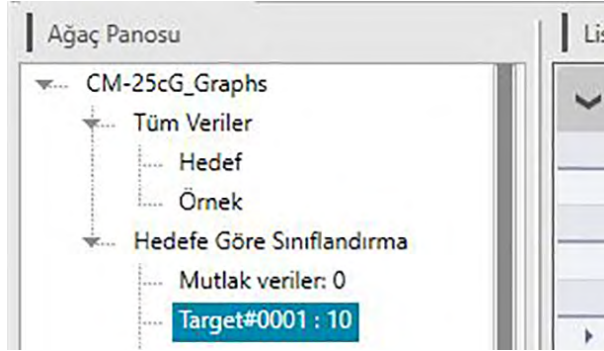 Ağaç Panosu
Lis
CM-25cG_Graphs
Tüm Veriler
Hedef
Örnek
Hedefe Göre Sınıflandırma
Mutlak veriler: 0
Target#0001 : 10